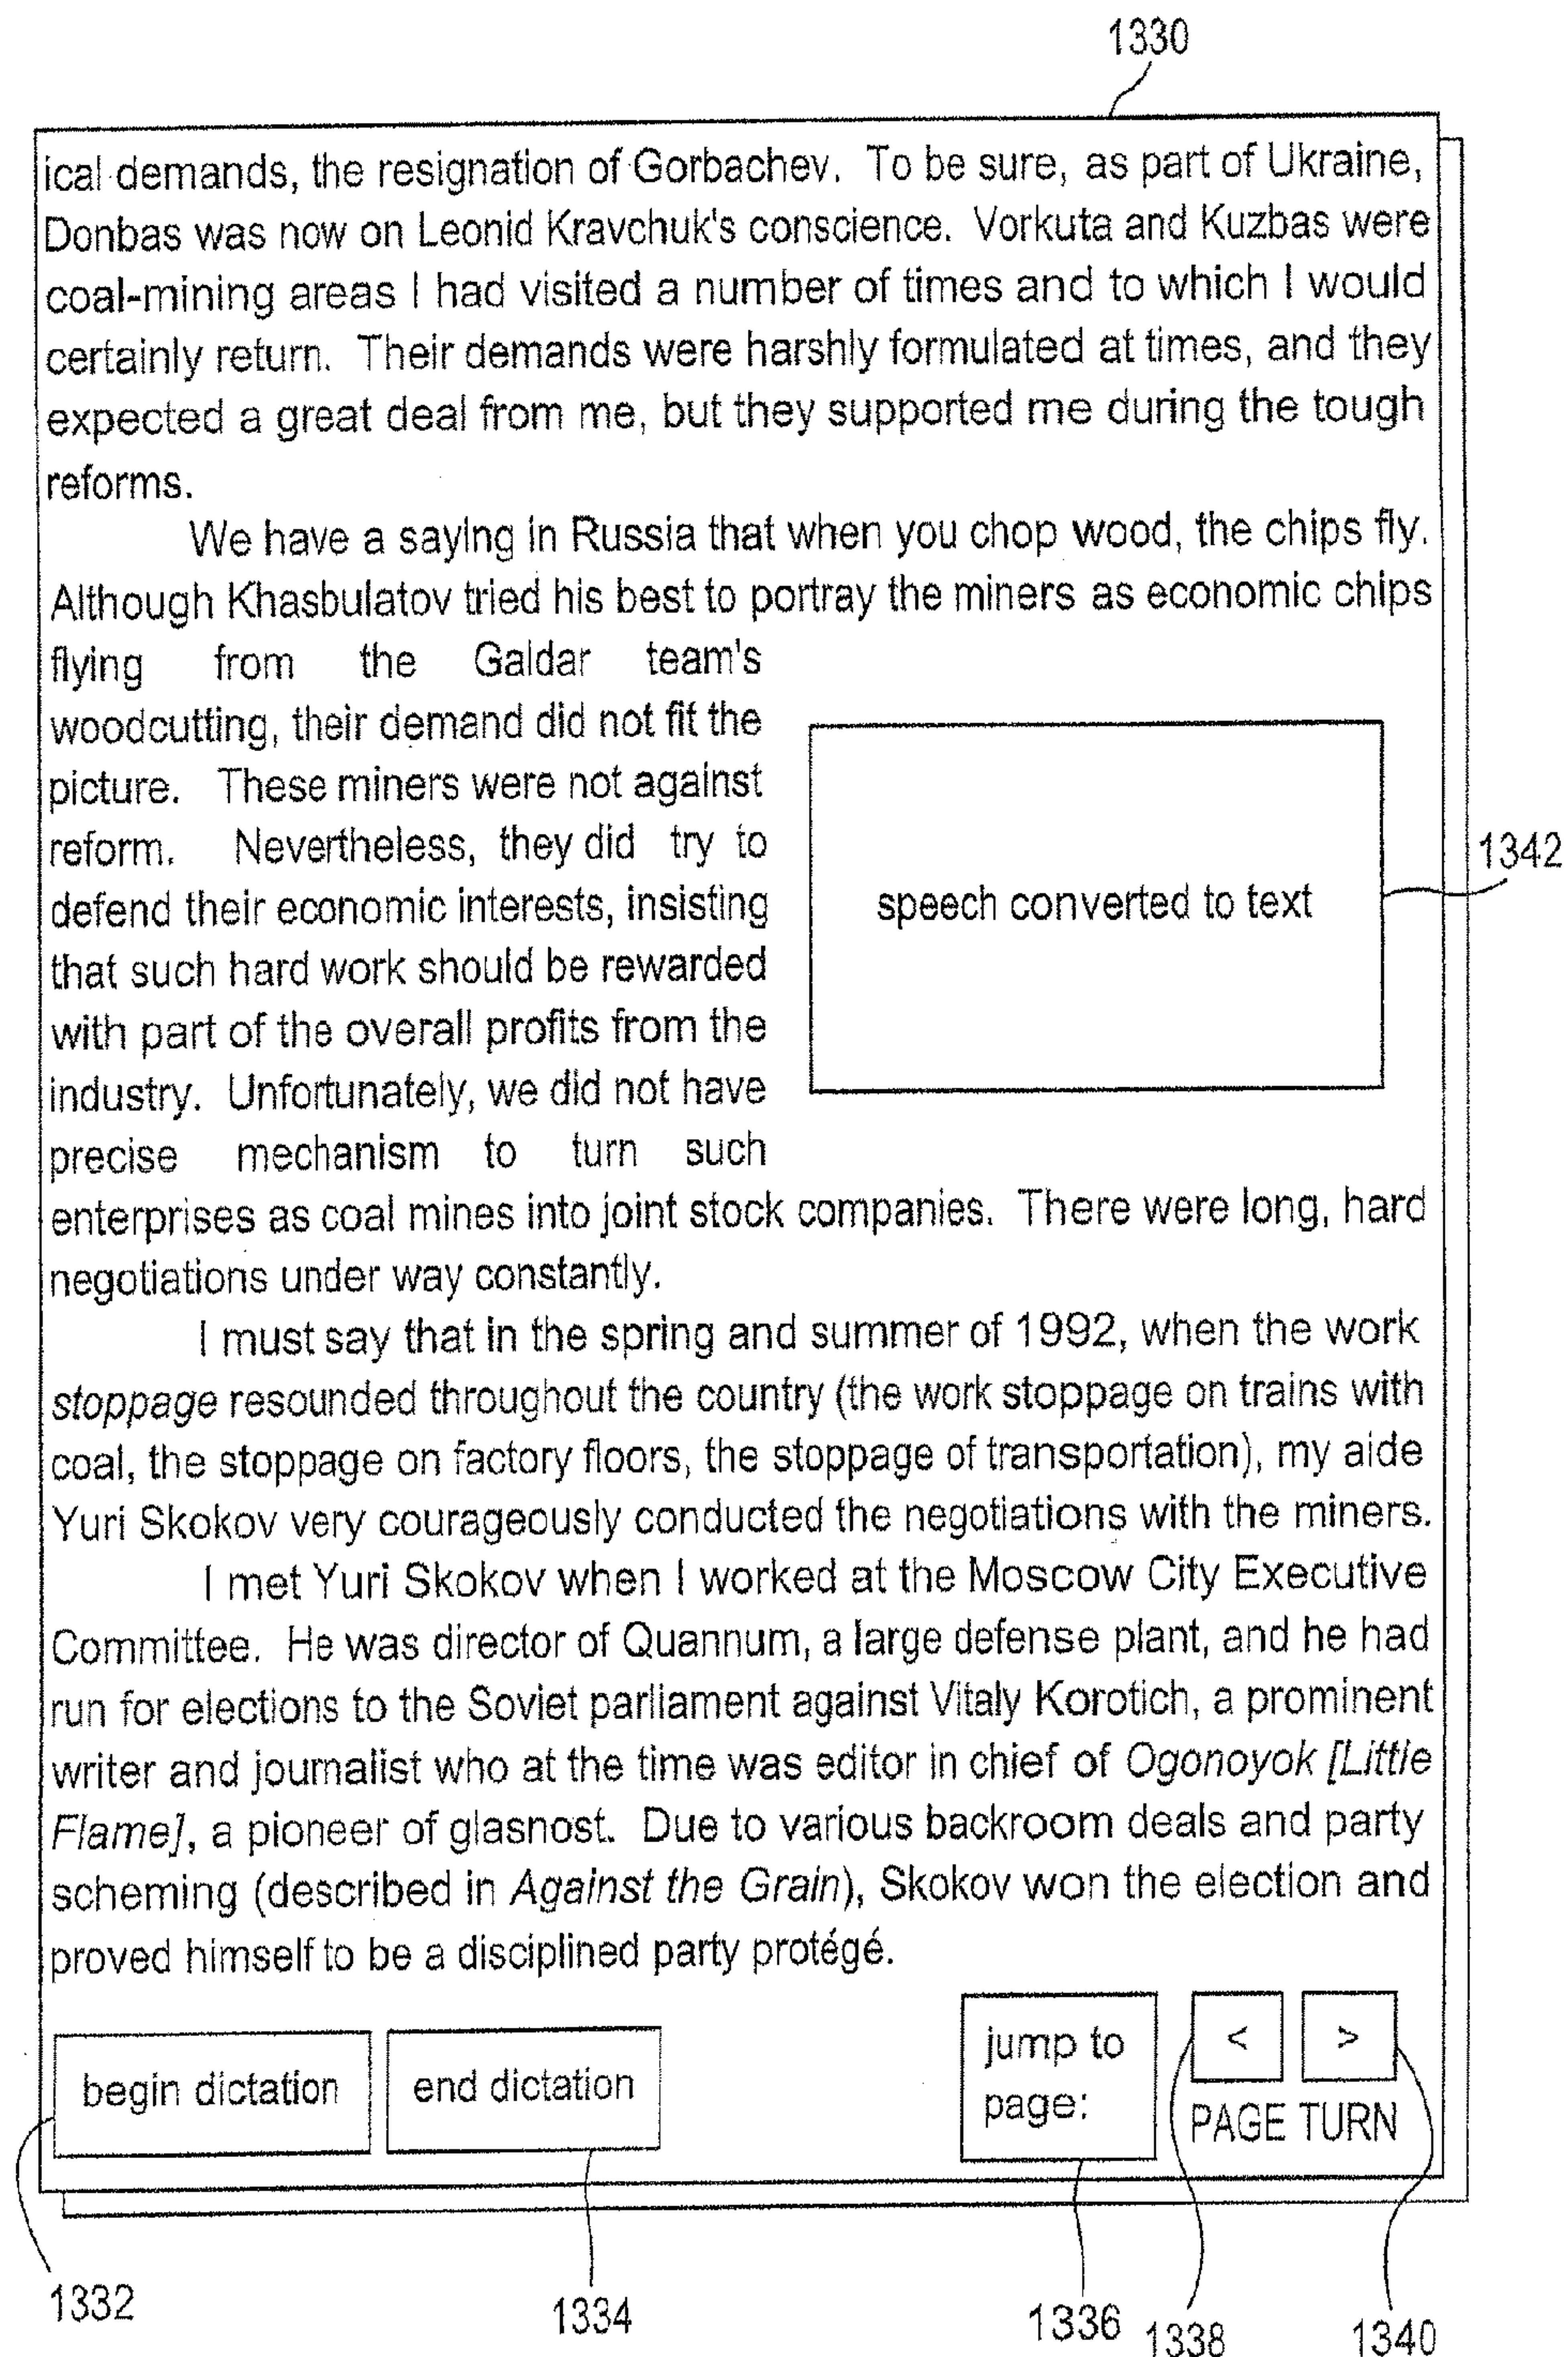 1330
ical demands, the resignation of Gorbachev. To be sure, as part of Ukraine,
Donbas was now on Leonid Kravchuk's conscience. Vorkuta and Kuzbas were
coal-mining areas I had visited a number of times and to which I would
certainly return. Their demands were harshly formulated at times, and they
expected a great deal from me, but they supported me during the tough
reforms.
We have a saying in Russia that when you chop wood, the chips fly.
Although Khasbulatov tried his best to portray the miners as economic chips
flying from the Galdar team's
woodcutting, their demand did not fit the
picture. These miners were not against
reform. Nevertheless, they did try to
defend their economic interests, insisting
that such hard work should be rewarded
with part of the overall profits from the
industry. Unfortunately, we did not have
precise mechanism to turn such
speech converted to text
1342
enterprises as coal mines into joint stock companies. There were long, hard
negotiations under way constantly.
I must say that in the spring and summer of 1992, when the work
stoppage resounded throughout the country (the work stoppage on trains with
coal, the stoppage on factory floors, the stoppage of transportation), my aide
Yuri Skokov very courageously conducted the negotiations with the miners.
I met Yuri Skokov when I worked at the Moscow City Executive
Committee. He was director of Quannum, a large defense plant, and he had
run for elections to the Soviet parliament against Vitaly Korotich, a prominent
writer and journalist who at the time was editor in chief of Ogonoyok [Little
Flame], a pioneer of glasnost. Due to various backroom deals and party
scheming (described in Against the Grain), Skokov won the election and
proved himself to be a disciplined party protégé.
begin dictation
end dictation
jump to
page:
< >
PAGE TURN
1332
1334
1336
1338
1340